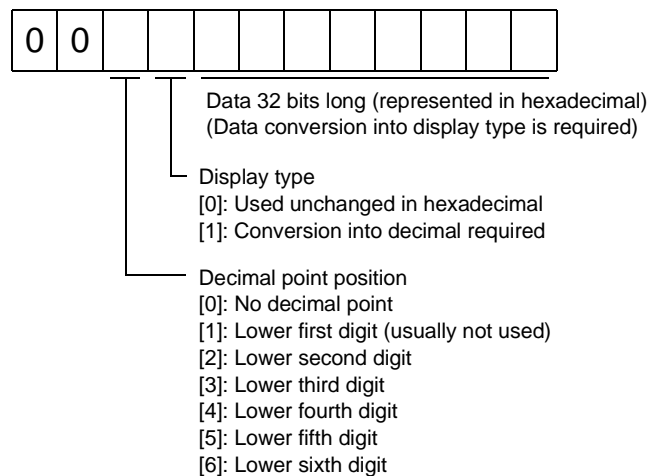 0 0
Data 32 bits long (represented in hexadecimal)
(Data conversion into display type is required)
Display type
[0]: Used unchanged in hexadecimal
[1]: Conversion into decimal required
Decimal point position
[0]: No decimal point
[1]: Lower first digit (usually not used)
[2]: Lower second digit
[3]: Lower third digit
[4]: Lower fourth digit
[5]: Lower fifth digit
[6]: Lower sixth digit